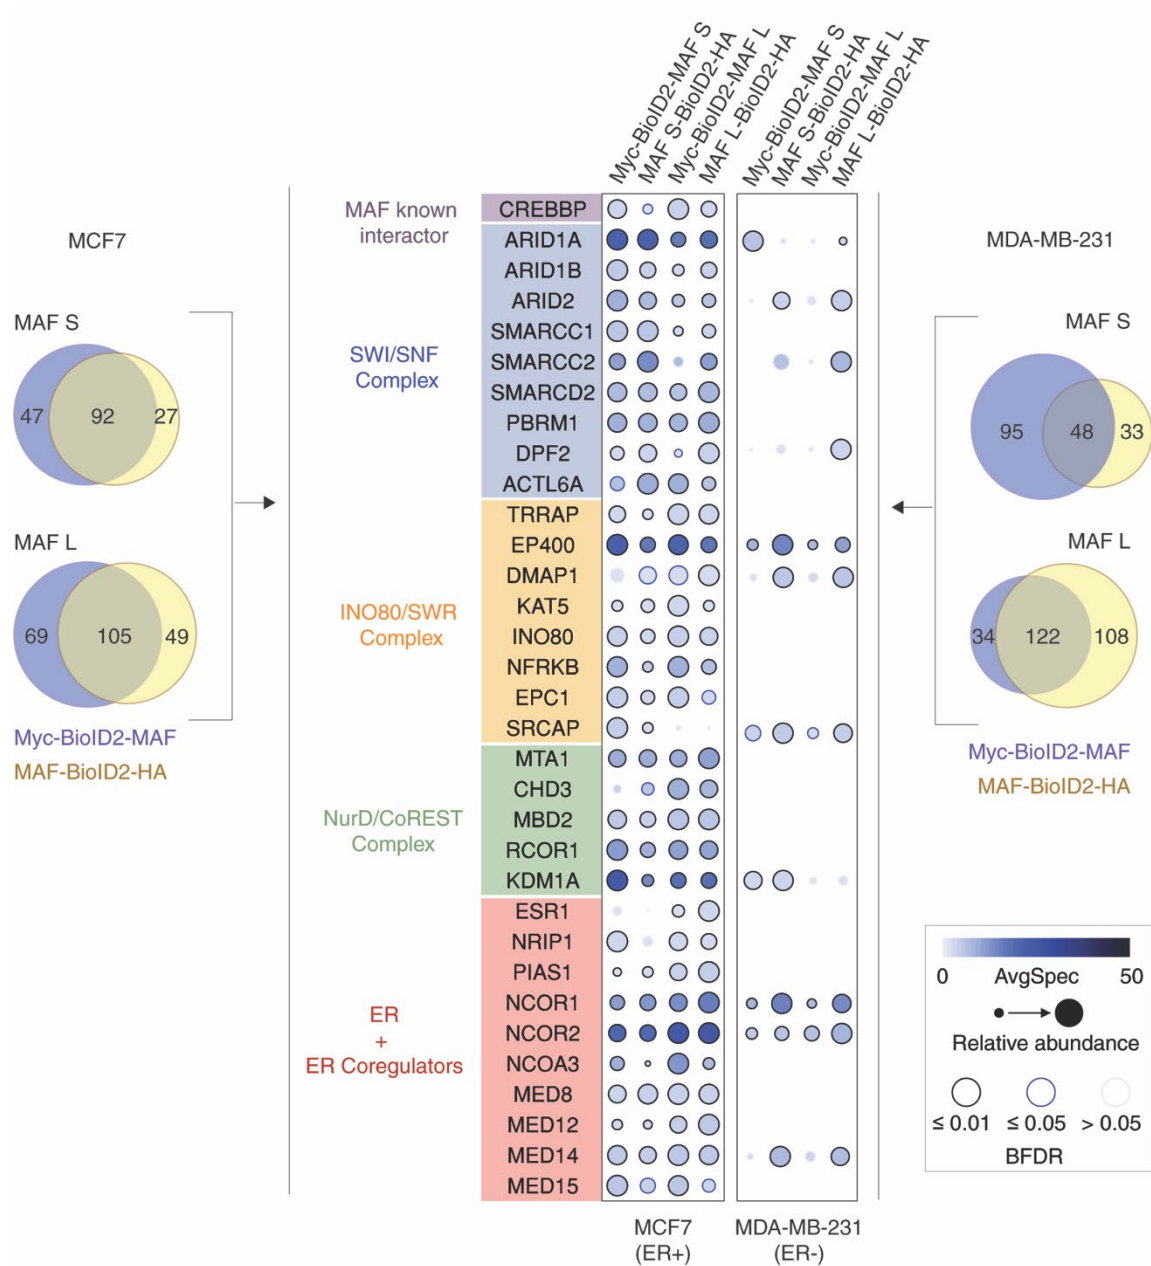 Myc-BioID2-MAF S
MAF S-BioID2-HA
Myc-BioID2-MAF L
MAF L-BioID2-HA
Myc-BioID2-MAF S
MAF S-BioID2-HA
Myc-BioID2-MAF L
MAF L-BioID2-HA
MCF7
MAF S
47
92
27
MAF L
69
105
49
Myc-BioID2-MAF
MAF-BioID2-HA
MAF known
interactor
SWI/SNF
Complex
INO80/SWR
Complex
NurD/CoREST
Complex
ER
+
ER Coregulators
CREBBP
ARID1A
ARID1B
ARID2
SMARCC1
SMARCC2
SMARCD2
PBRM1
DPF2
ACTL6A
TRRAP
EP400
DMAP1
KAT5
INO80
NFRKB
EPC1
SRCAP
MTA1
CHD3
MBD2
RCOR1
KDM1A
ESR1
NRIP1
PIAS1
NCOR1
NCOR2
NCOA3
MED8
MED12
MED14
MED15
MCF7
(ER+)
MDA-MB-231
(ER-)
MDA-MB-231
MAF S
95
48
33
MAF L
34
122
108
Myc-BioID2-MAF
MAF-BioID2-HA
0 AvgSpec 50
Relative abundance
≤ 0.01 ≤ 0.05 > 0.05
BFDR